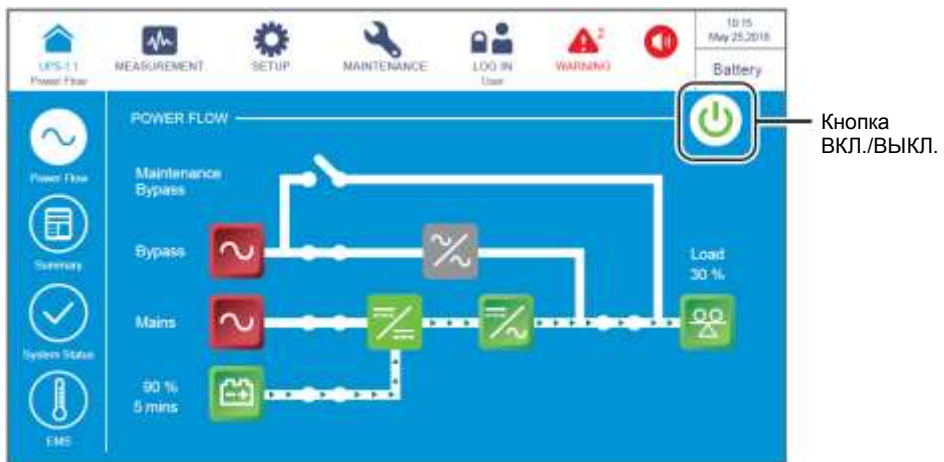 10:15
May 25,2018
UPS-1.1
Power Flow
MEASUREMENT
SETUP
MAINTENANCE
LOG IN
User
WARNING
2
Battery
Power Flow
Summary
System Status
EMS
POWER FLOW
Maintenance
Bypass
Bypass
Mains
90 %
5 mins
Load
30 %
Кнопка
ВКЛ./ВЫКЛ.